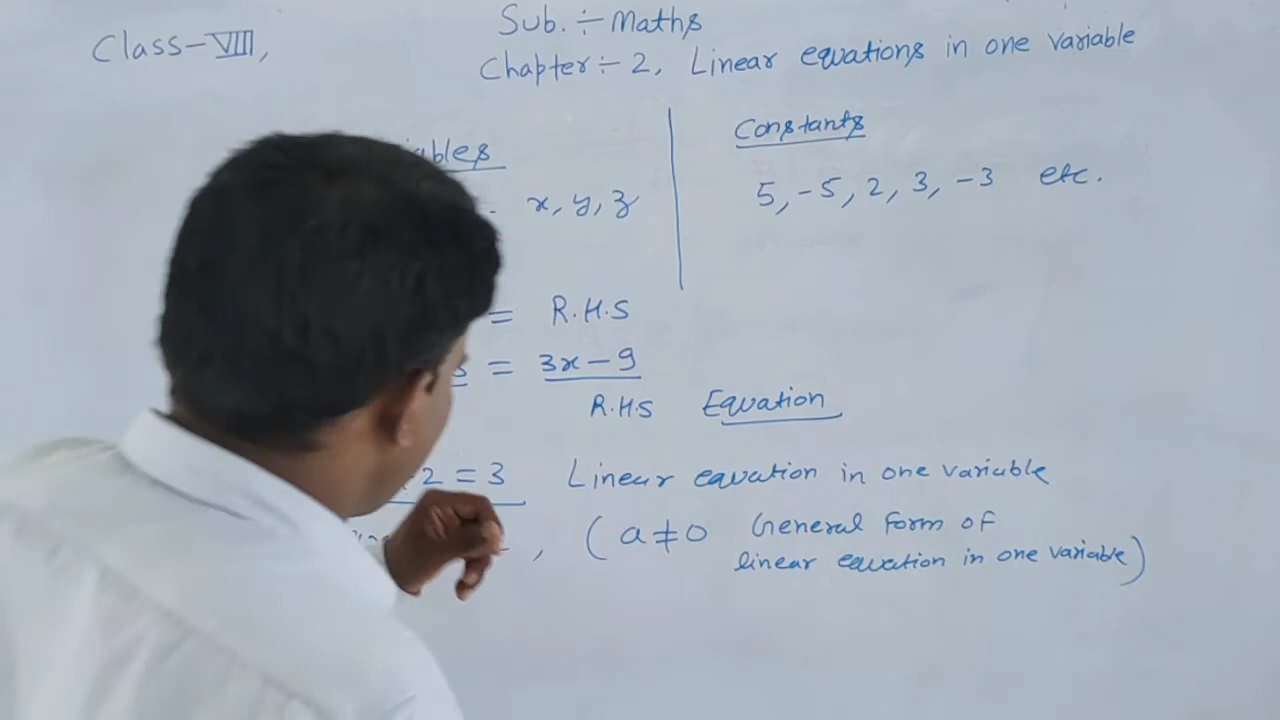 Class-VIII,
Sub. ÷ Maths
Chapter ÷ 2, Linear equations in one variable
Constants
x, y, z
5, -5, 2, 3, -3 etc.
= R.H.S
= 3x - 9
R.H.S Equation
2 = 3 Linear equation in one variable
, ( a ≠ 0 General form of
linear equation in one variable)